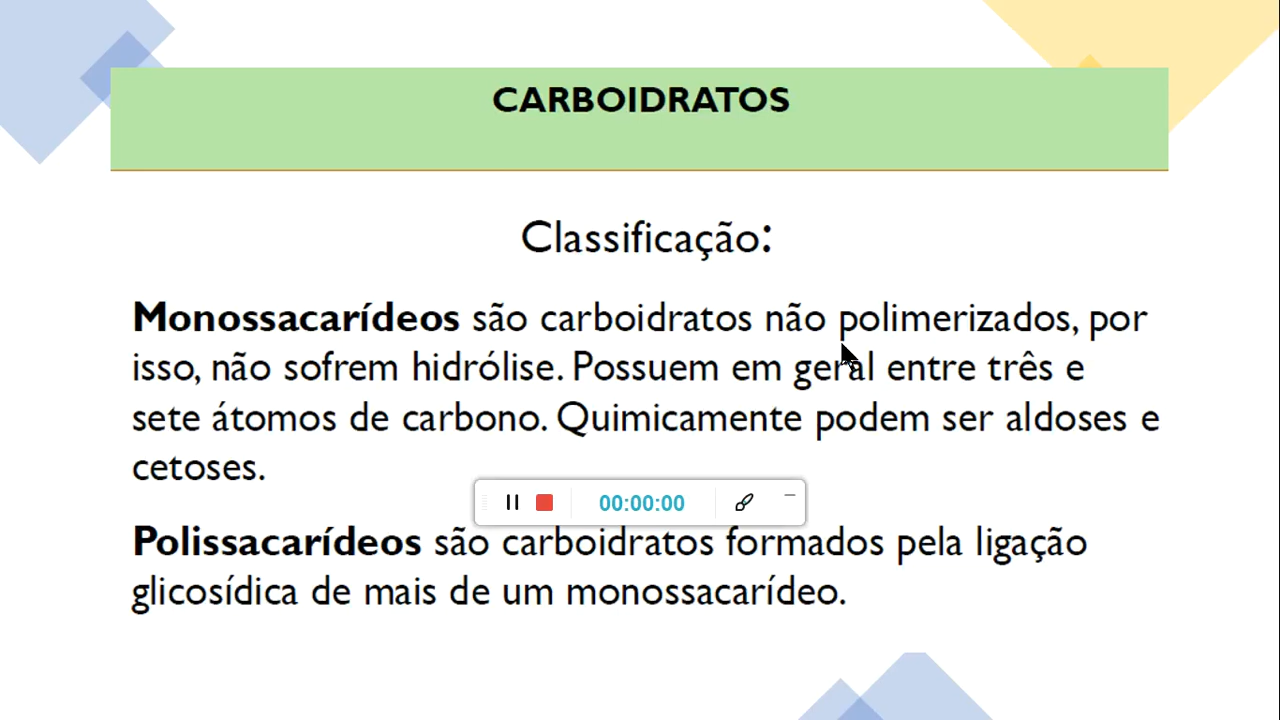 CARBOIDRATOS
Classificação:
Monossacarídeos são carboidratos não polimerizados, por
isso, não sofrem hidrólise. Possuem em geral entre três e
sete átomos de carbono. Quimicamente podem ser aldoses e
cetoses.
00:00:00
Polissacarídeos são carboidratos formados pela ligação
glicosídica de mais de um monossacarídeo.